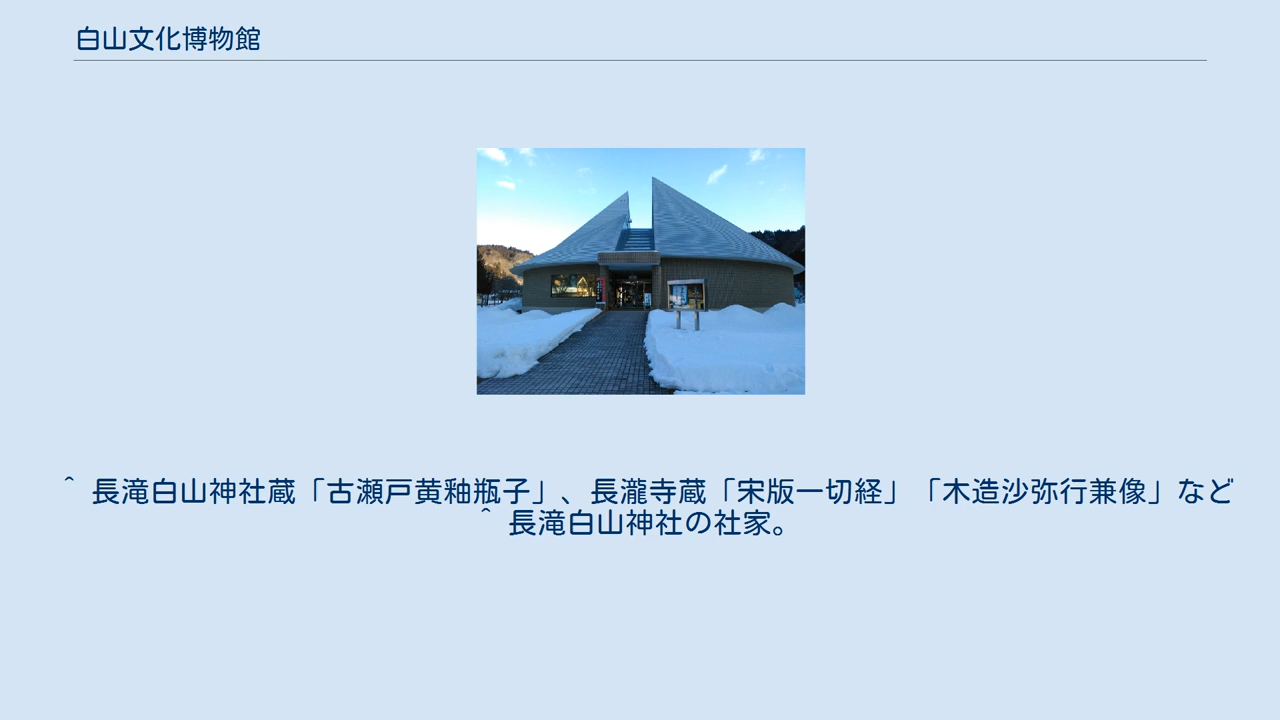 白山文化博物館
^ 長滝白山神社蔵「古瀬戸黄釉瓶子」、長瀧寺蔵「宋版一切経」「木造沙弥行兼像」など
^ 長滝白山神社の社家。